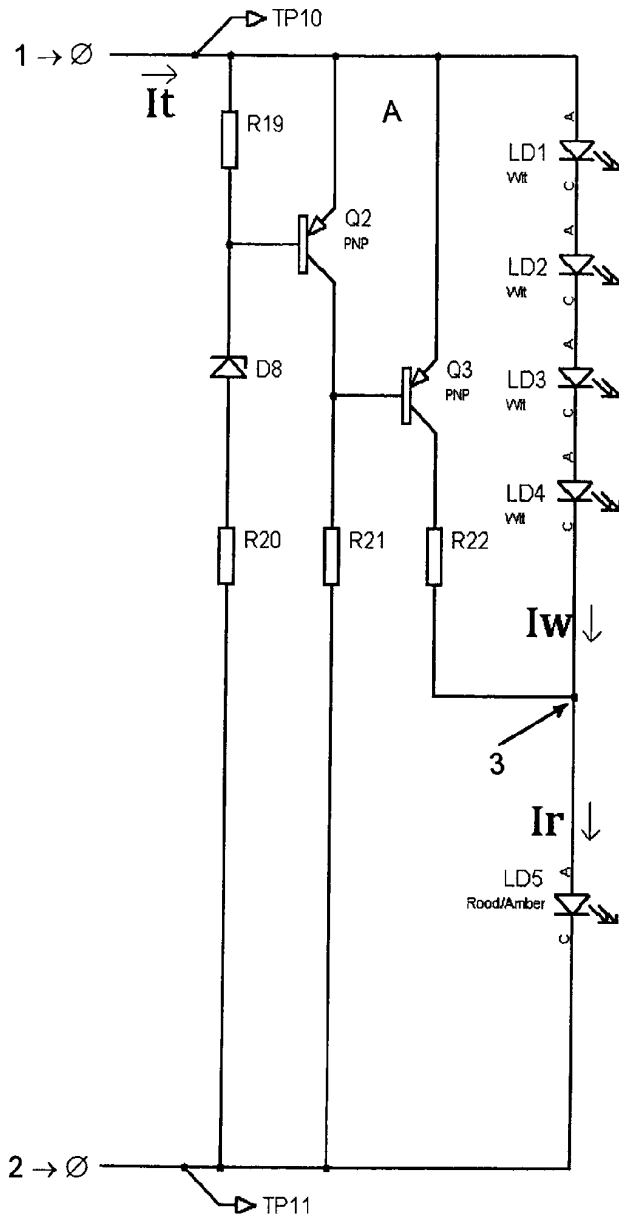 TP10
1 → Ø
It
R19
A
A
LD1
Wit
C
Q2
PNP
A
LD2
Wit
C
D8
Q3
PNP
A
LD3
Wit
C
A
LD4
Wit
C
R20
R21
R22
Iw
3
Ir
A
LD5
Rood/Amber
C
2 → Ø
TP11